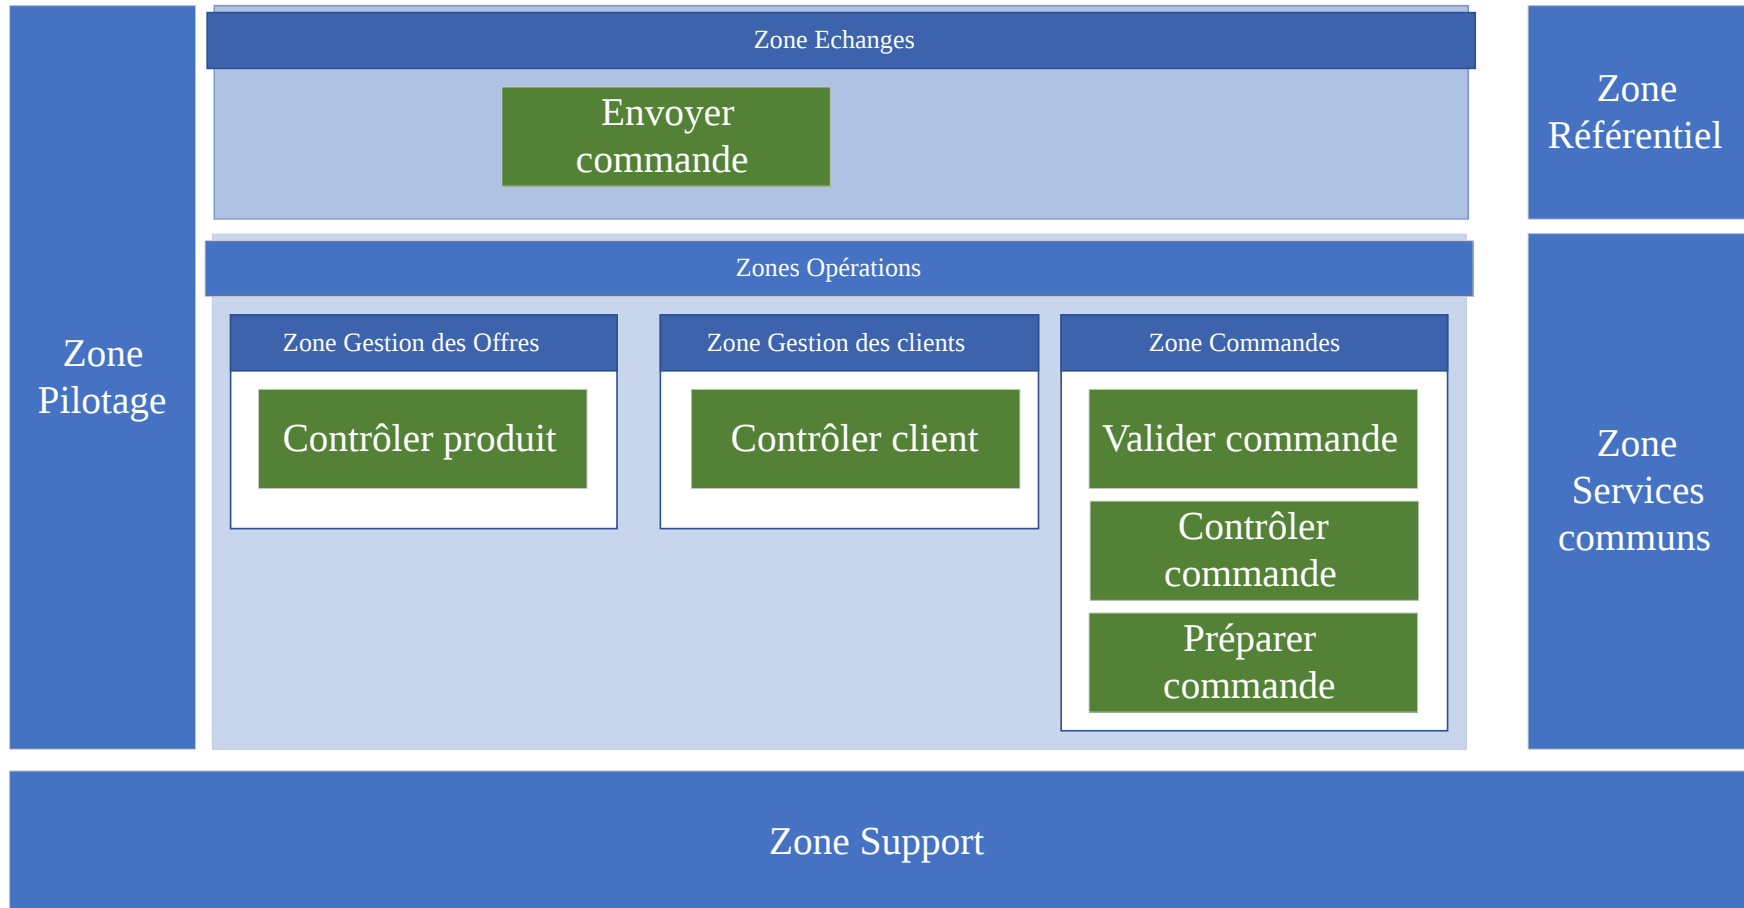 Zone Echanges
Envoyer
commande
Zone
Référentiel
Zone
Pilotage
Zones Opérations
Zone Gestion des Offres
Contrôler produit
Zone Gestion des clients
Contrôler client
Zone Commandes
Valider commande
Contrôler
commande
Préparer
commande
Zone
Services
communs
Zone Support